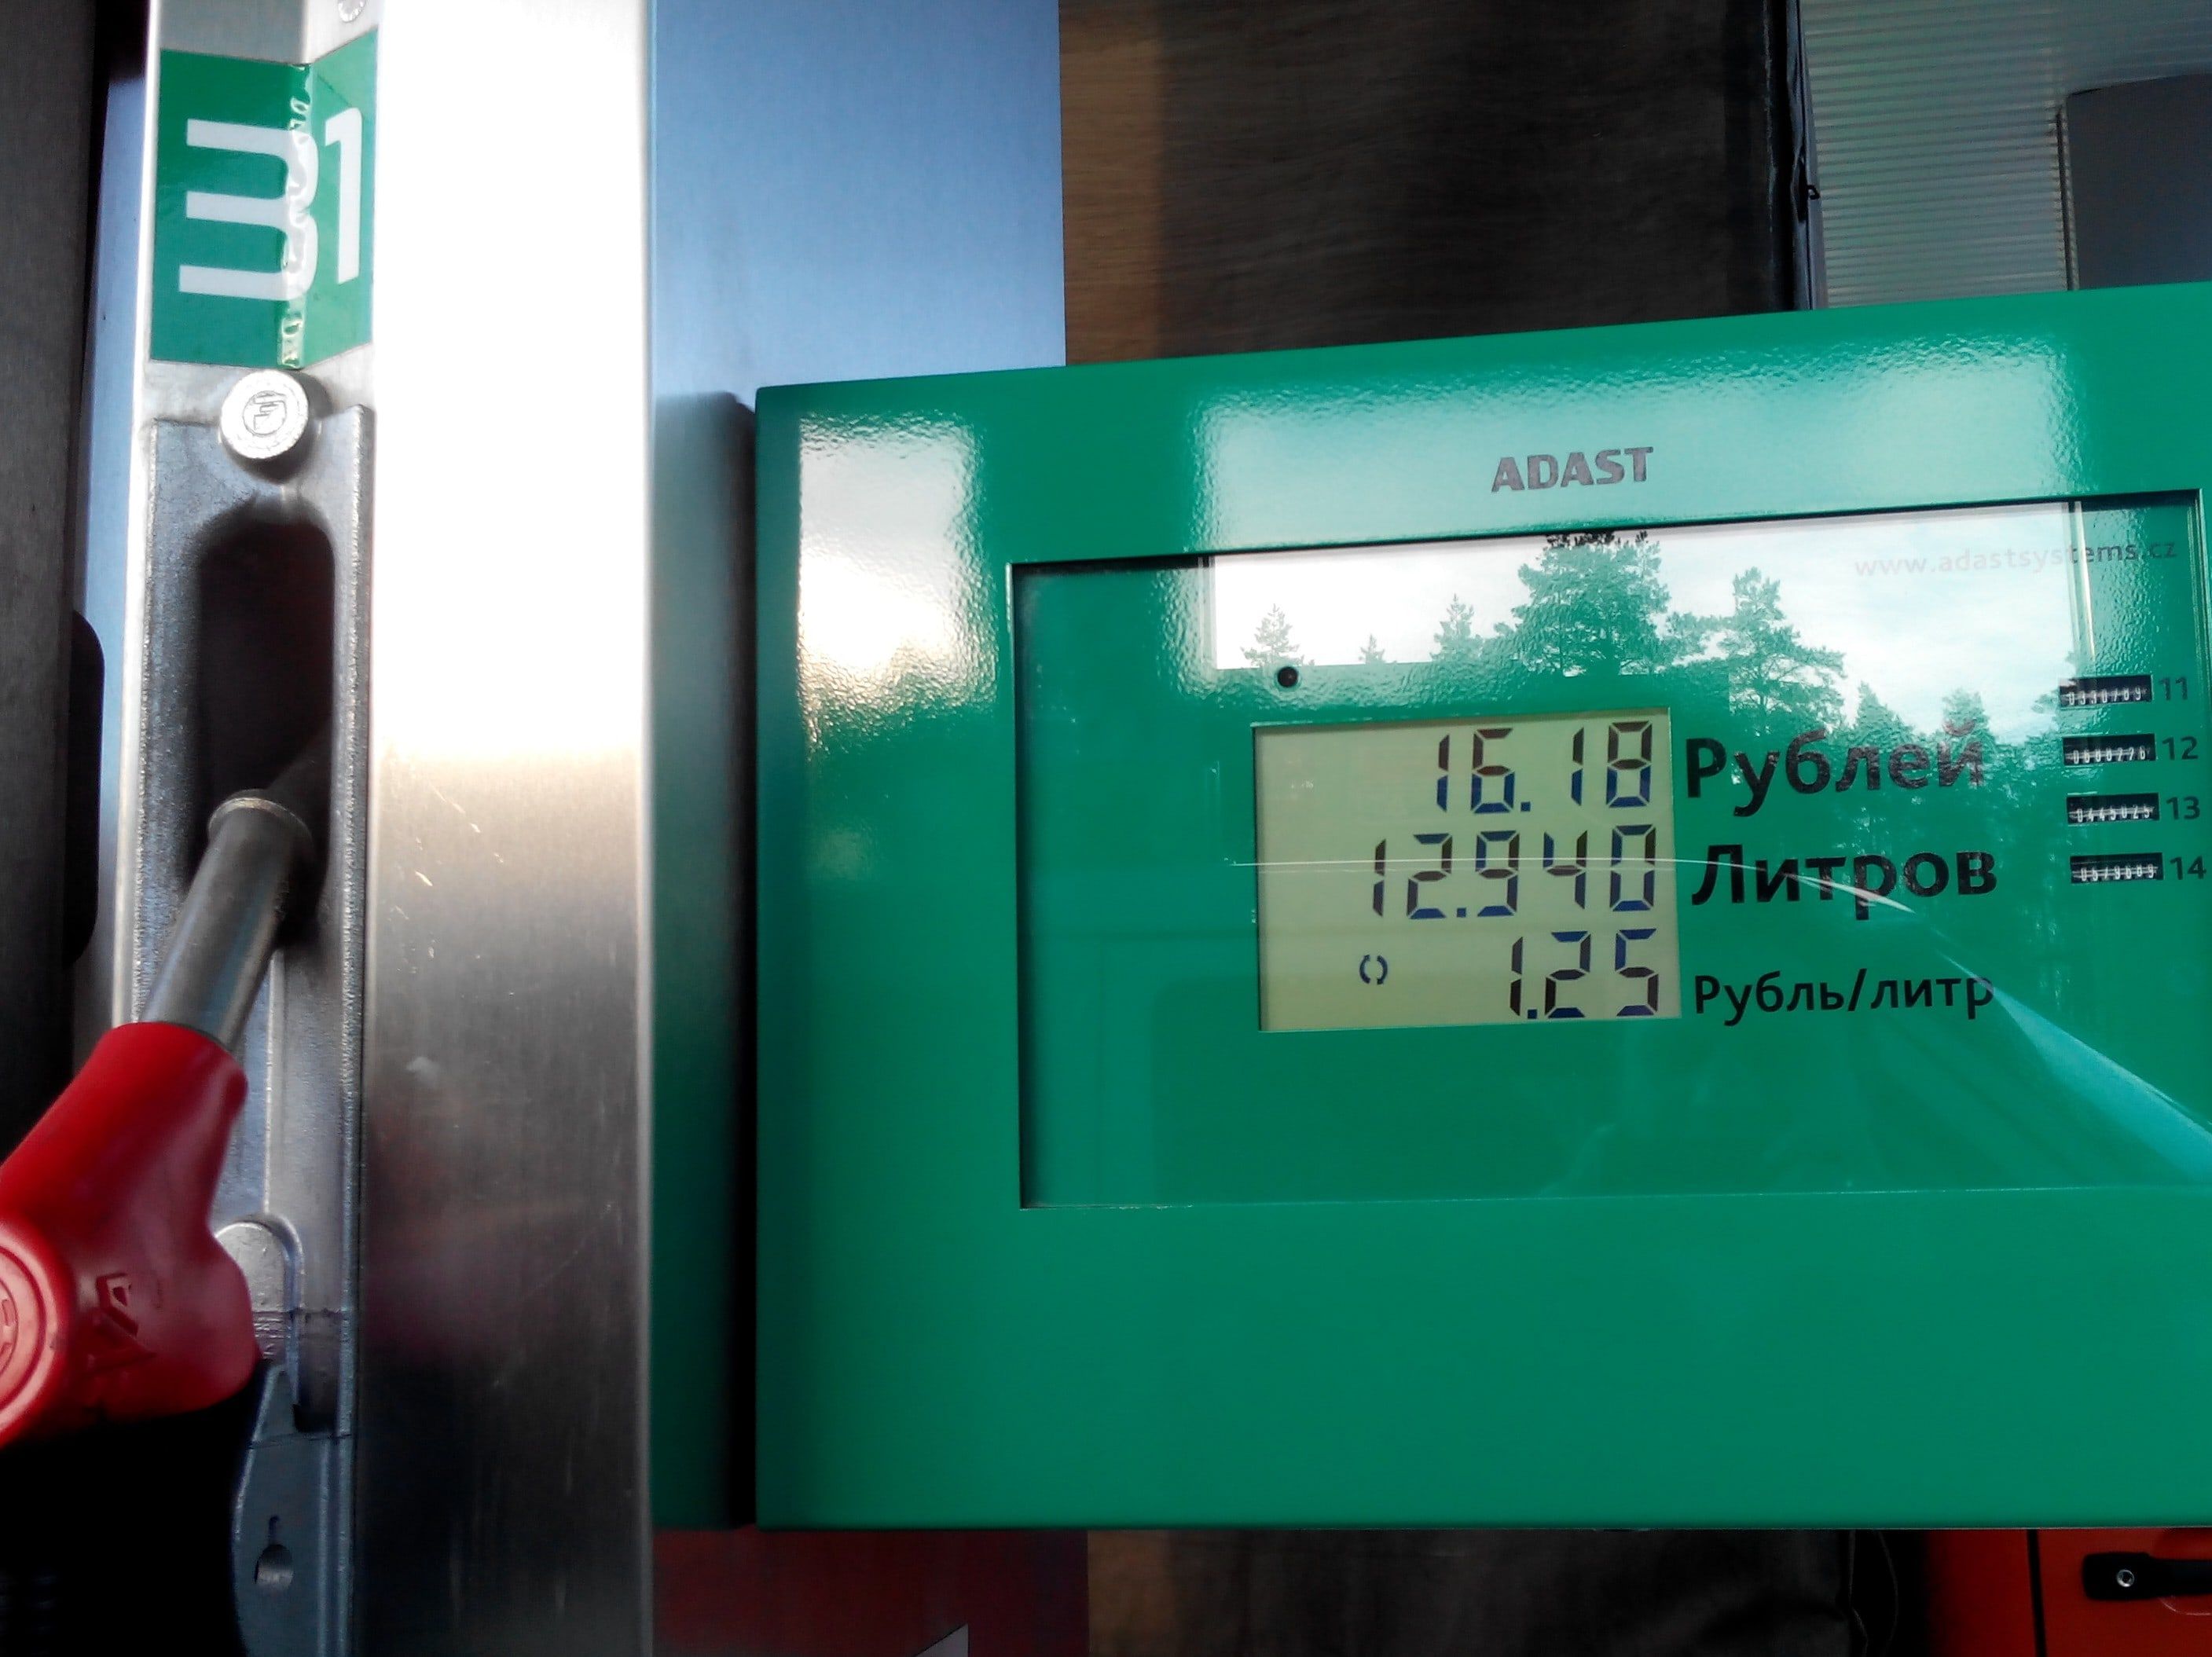 31
ADAST
www.adastsystems.cz
16.18 Рублей
12.940 Литров
1.25 Рубль/литр
11
12
0445025 13
14